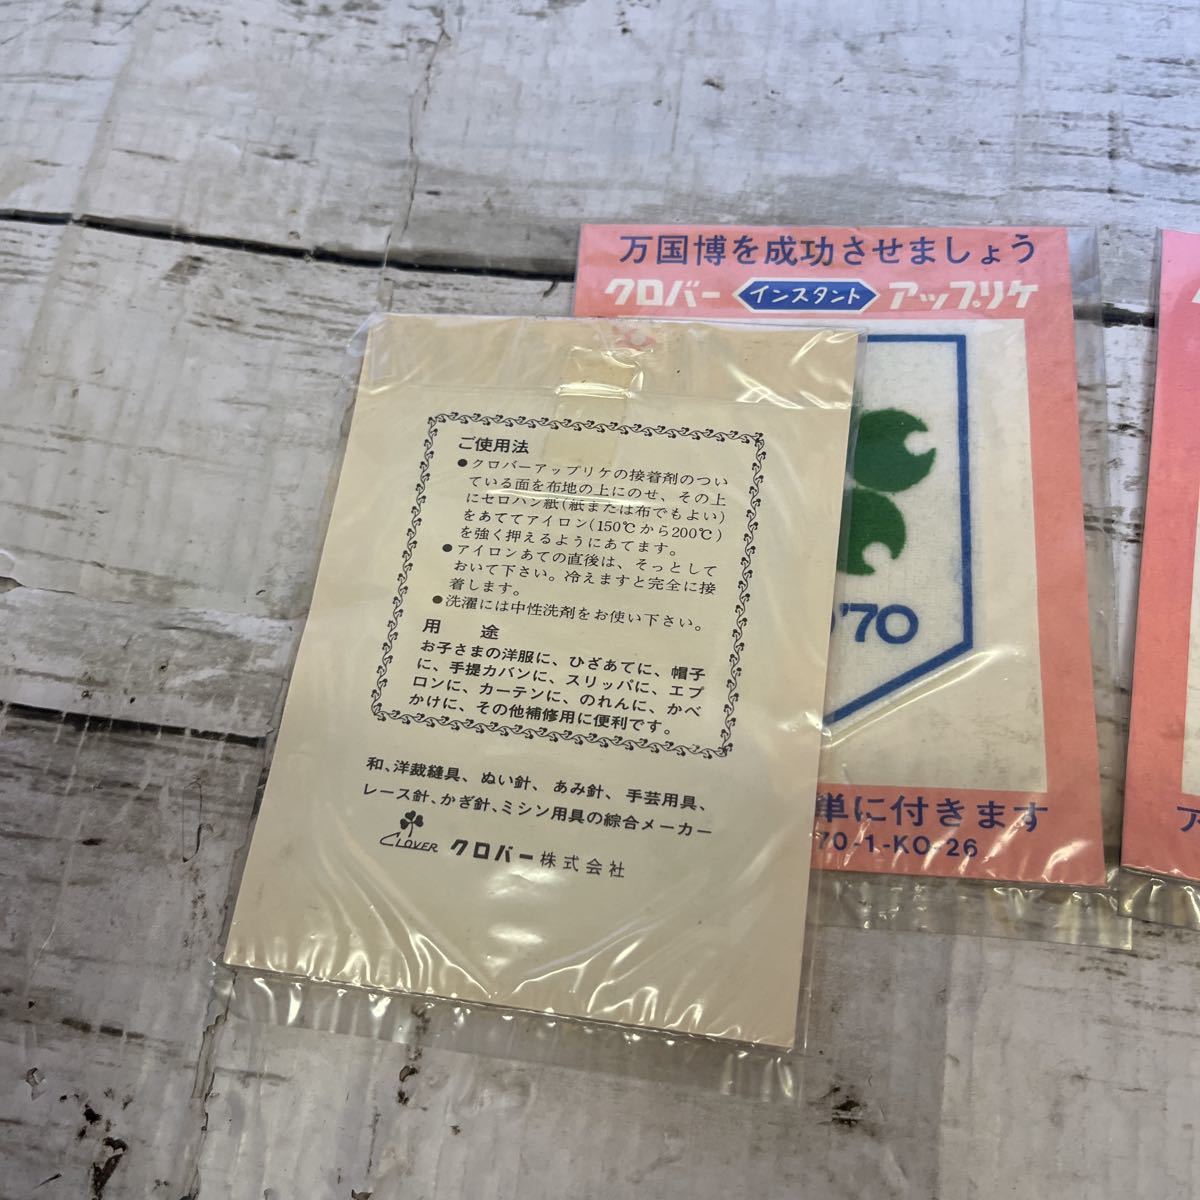 ご使用法
●クロバーアップリケの接着剤のつい
ている面を布地の上にのせ、その上
にセロハン紙(紙または布でもよい)
をあててアイロン(150℃から200℃)
を強く押えるようにあてます。
●アイロンあての直後は、そっとして
おいて下さい。冷えますと完全に接
着します。
●洗濯には中性洗剤をお使い下さい。
用途
お子さまの洋服に、ひざあてに、帽子
に、手提カバンに、スリッパに、エプ
ロンに、カーテンに、のれんに、かべ
かけに、その他補修用に便利です。
和、洋裁縫具、ぬい針、あみ針、手芸用具、
レース針、かぎ針、ミシン用具の綜合メーカー
CLOVER クロバー株式会社
万国博を成功させましょう
クロバー インスタント アップリケ
'70
単に付きます
70-1-KO-26
ア